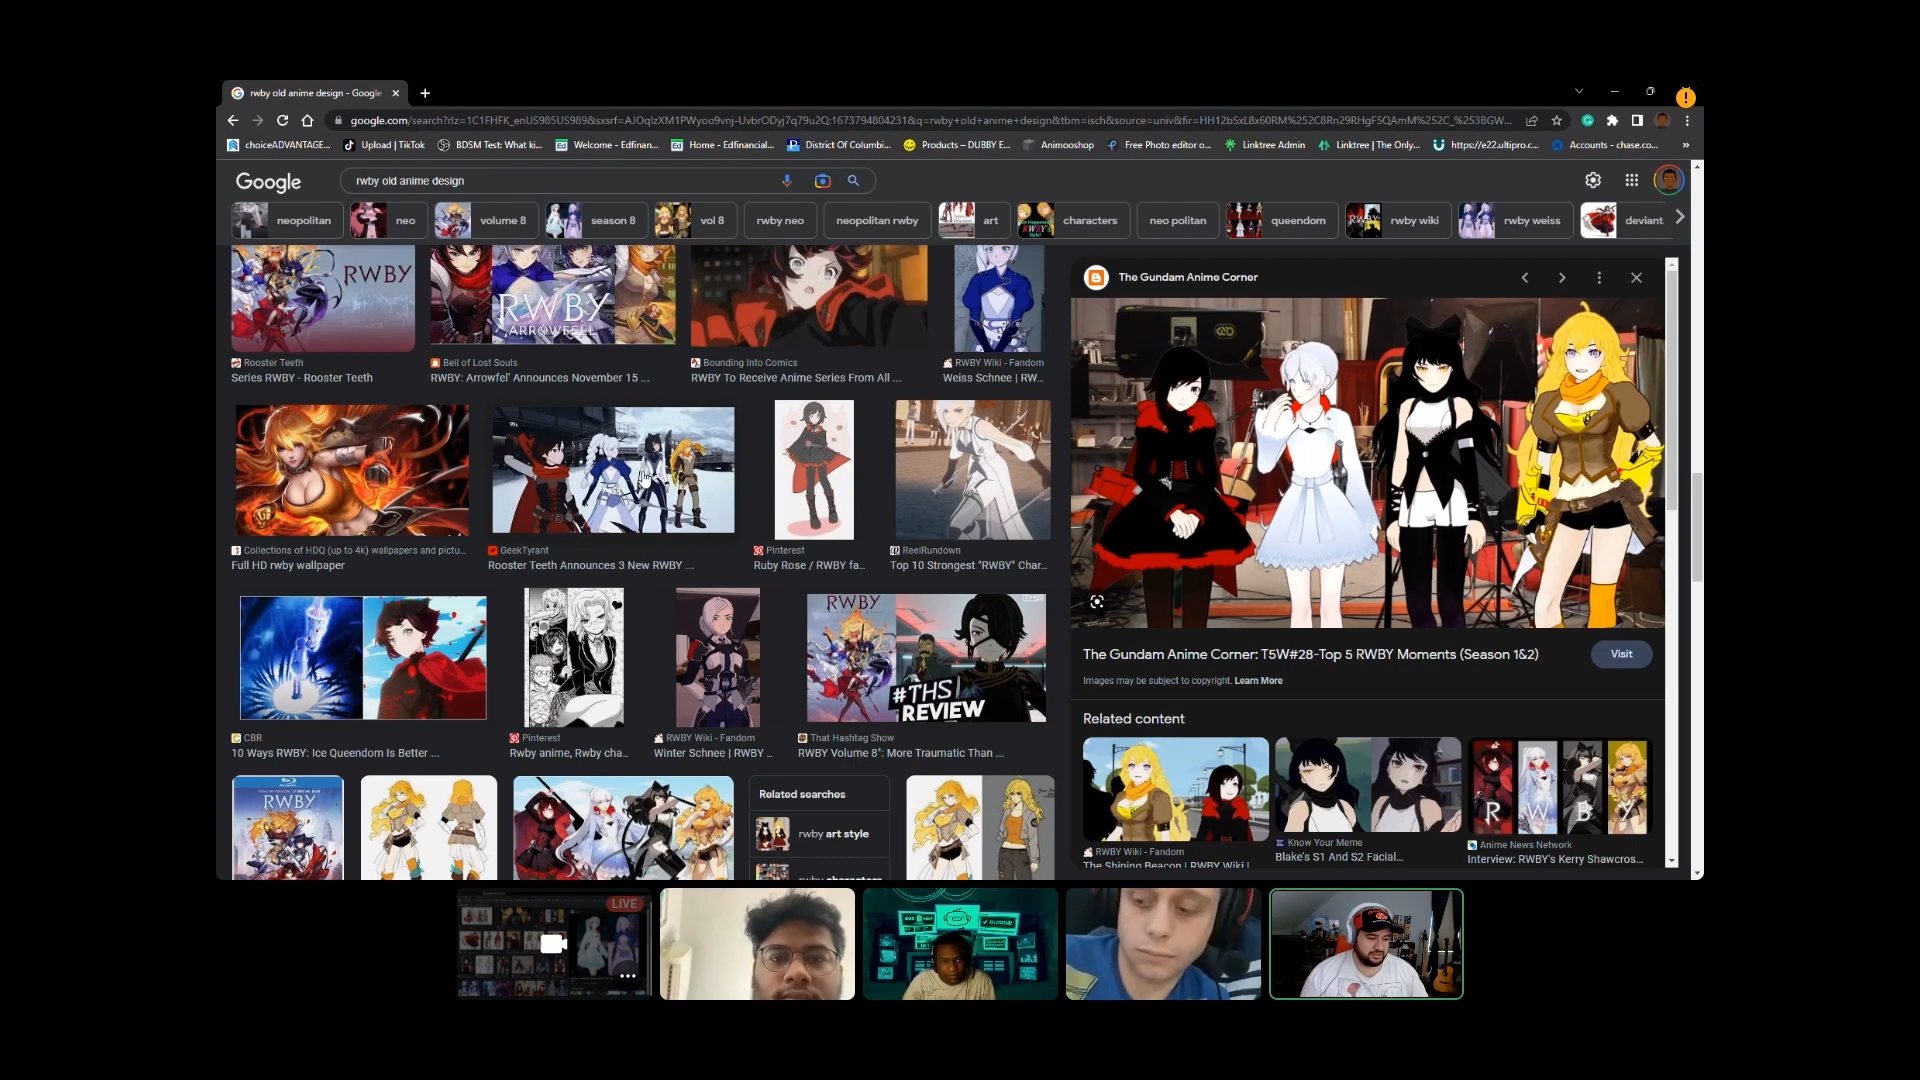 rwby old anime design - Google
google.com/search?rlz=1C1FHFK_enUS985US989&sxsrf=AJOqlzXM1PWyoo9vnj-UvbrODyj7q79u2Q:1673794804231&q=rwby+old+anime+design&tbm=isch&source=univ&fir=HH12bSxL8x60RM%252C8Rn29RHgF5QAmM%252C_%253BGW...
choiceADVANTAGE...
Upload | TikTok
BDSM Test: What ki...
Welcome - Edfinan...
Home - Edfinancial...
District Of Columbi...
Products – DUBBY E...
Animooshop
Free Photo editor o...
Linktree Admin
Linktree | The Only...
https://e22.ultipro.c...
Accounts - chase.co...
Google
rwby old anime design
neopolitan
neo
volume 8
season 8
vol 8
rwby neo
neopolitan rwby
art
characters
neo politan
queendom
rwby wiki
rwby weiss
deviant
RWBY
RWBY
ARROWFELL
Rooster Teeth
Series RWBY - Rooster Teeth
Bell of Lost Souls
RWBY: Arrowfel' Announces November 15 ...
Bounding Into Comics
RWBY To Receive Anime Series From All ...
RWBY Wiki - Fandom
Weiss Schnee | RW...
Collections of HDQ (up to 4k) wallpapers and pictu...
Full HD rwby wallpaper
GeekTyrant
Rooster Teeth Announces 3 New RWBY ...
Pinterest
Ruby Rose / RWBY fa...
ReelRundown
Top 10 Strongest "RWBY" Char...
RWBY
#THS
REVIEW
CBR
10 Ways RWBY: Ice Queendom Is Better ...
Pinterest
Rwby anime, Rwby cha...
RWBY Wiki - Fandom
Winter Schnee | RWBY ...
That Hashtag Show
RWBY Volume 8": More Traumatic Than ...
RWBY
Related searches
rwby art style
rwby characters
The Gundam Anime Corner
The Gundam Anime Corner: T5W#28-Top 5 RWBY Moments (Season 1&2)
Visit
Images may be subject to copyright. Learn More
Related content
R W B Y
RWBY Wiki - Fandom
The Shining Beacon | RWBY Wiki |
Know Your Meme
Blake's S1 And S2 Facial...
Anime News Network
Interview: RWBY's Kerry Shawcros...
LIVE